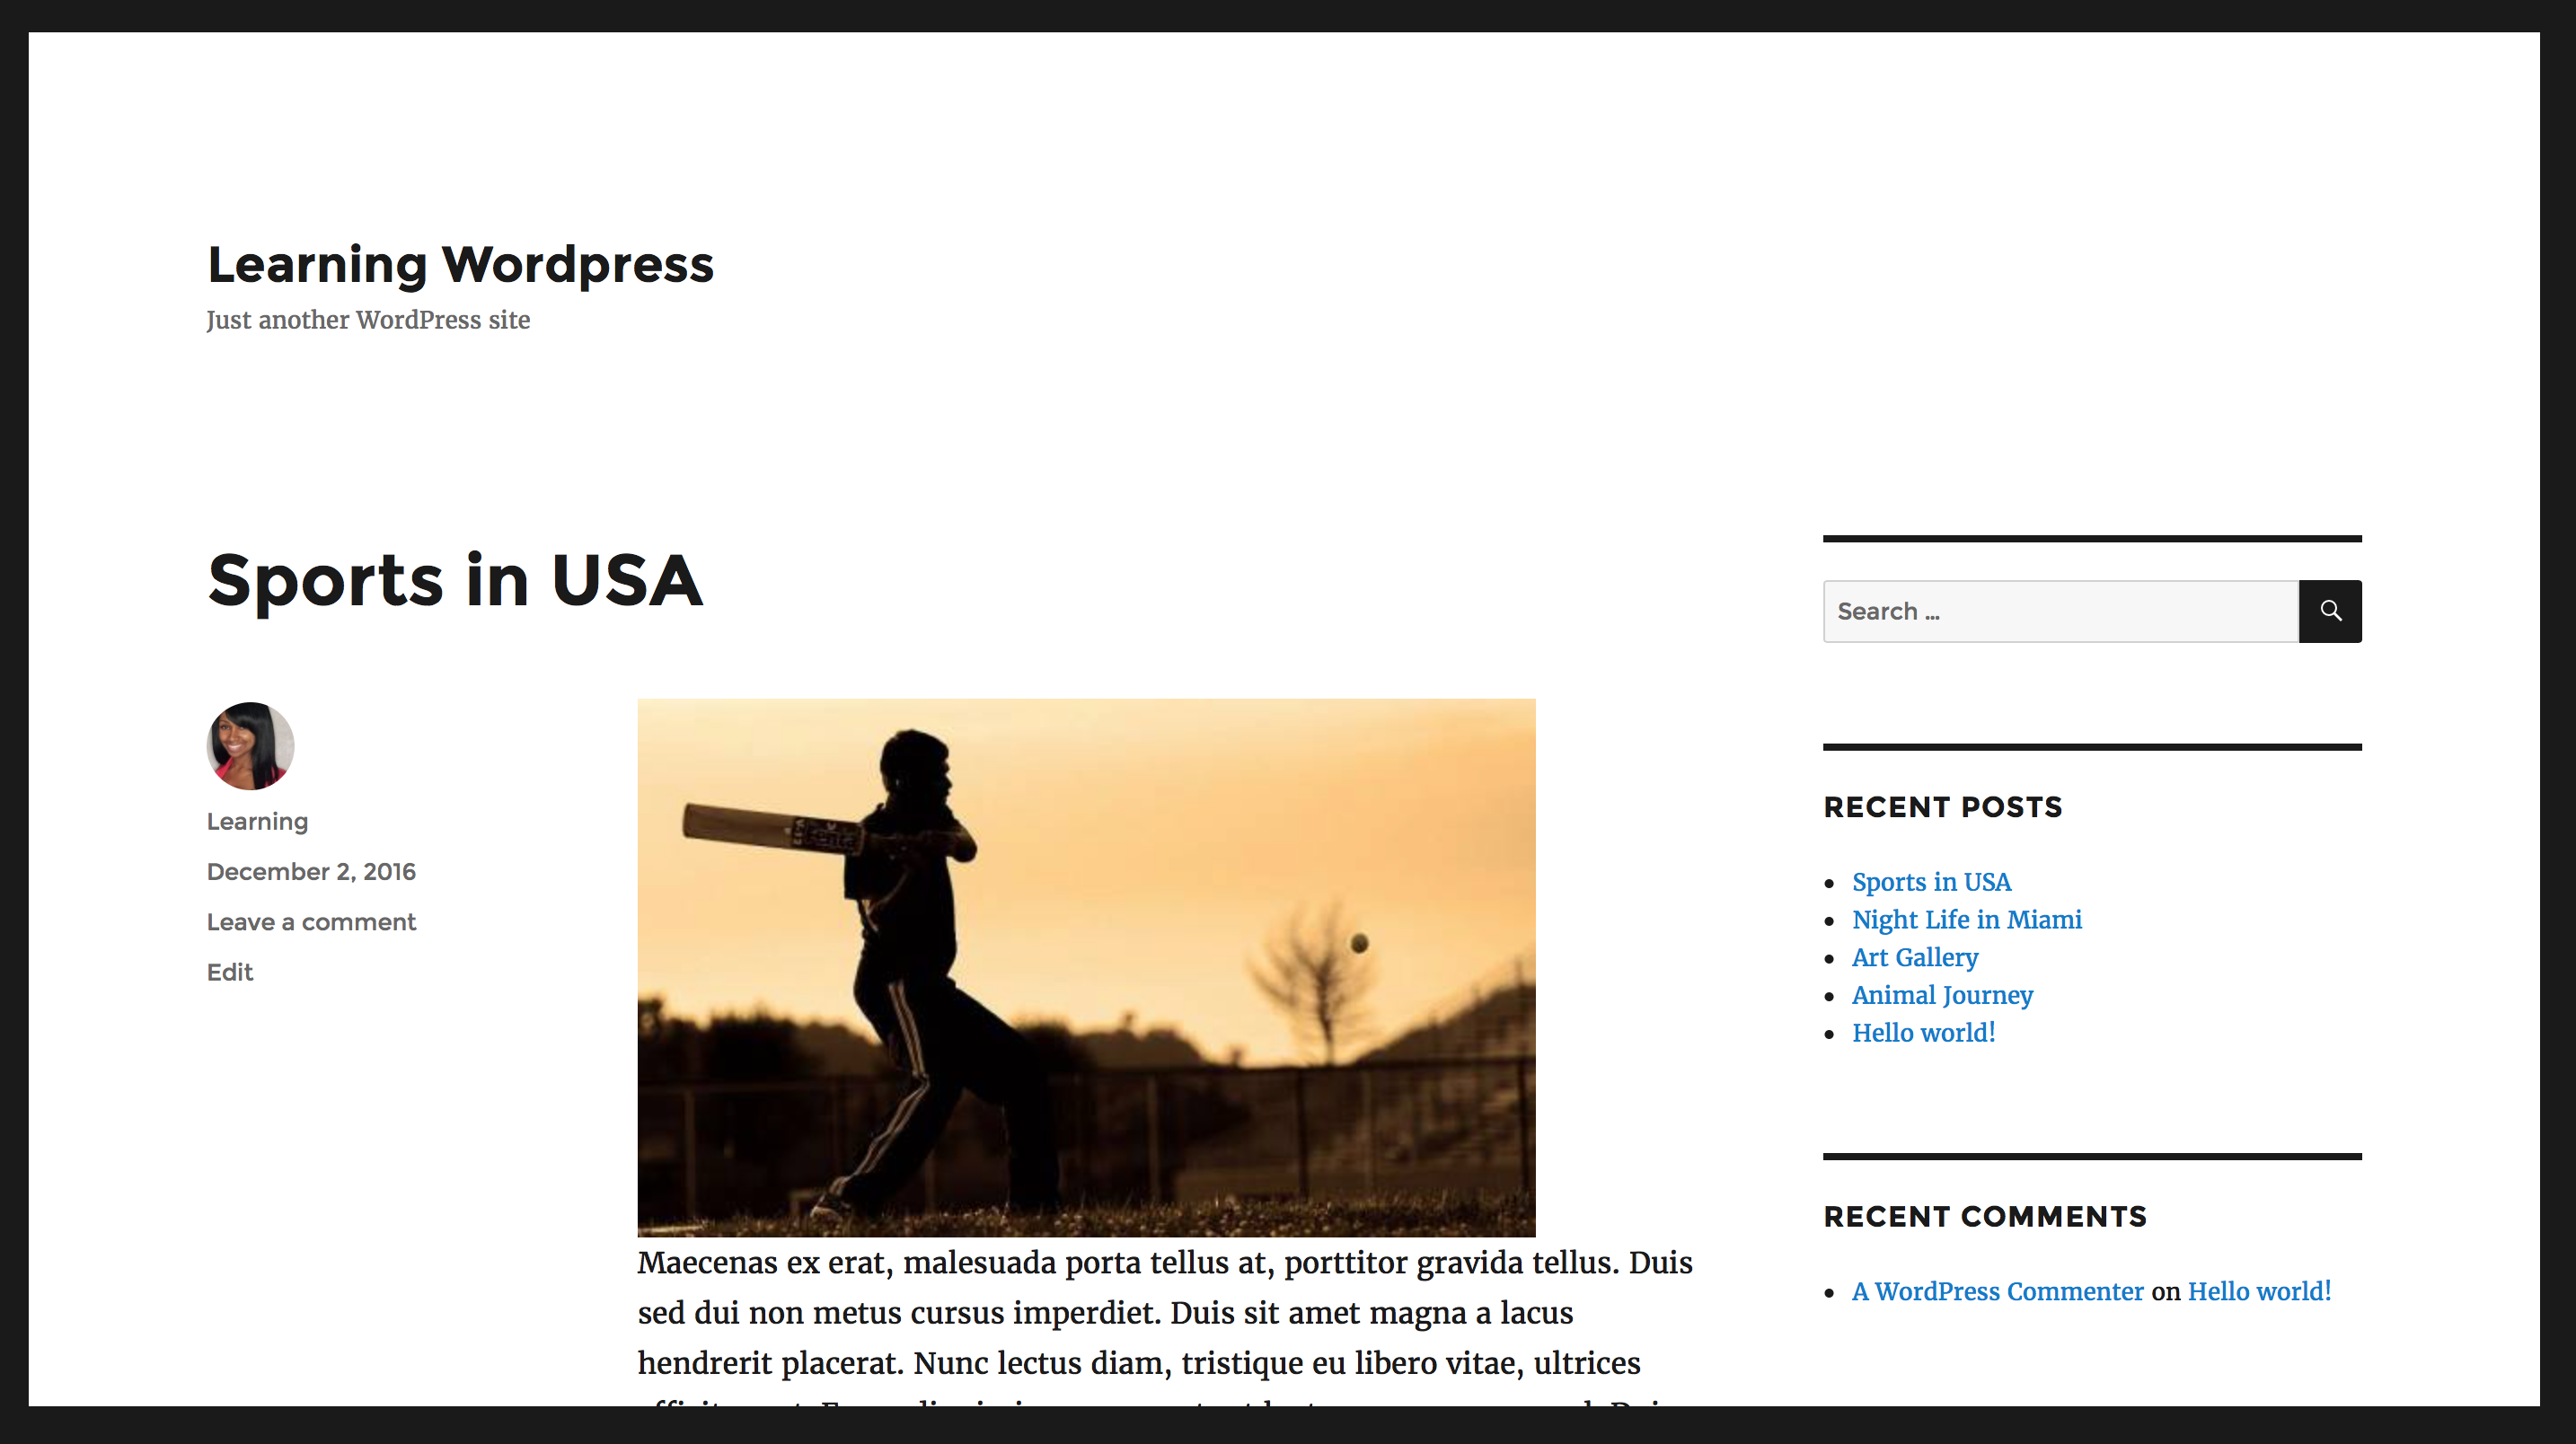 Learning Wordpress
Just another WordPress site
Sports in USA
Learning
December 2, 2016
Leave a comment
Edit
Maecenas ex erat, malesuada porta tellus at, porttitor gravida tellus. Duis
sed dui non metus cursus imperdiet. Duis sit amet magna a lacus
hendrerit placerat. Nunc lectus diam, tristique eu libero vitae, ultrices
Search ...
RECENT POSTS
Sports in USA
Night Life in Miami
Art Gallery
Animal Journey
Hello world!
RECENT COMMENTS
A WordPress Commenter on Hello world!